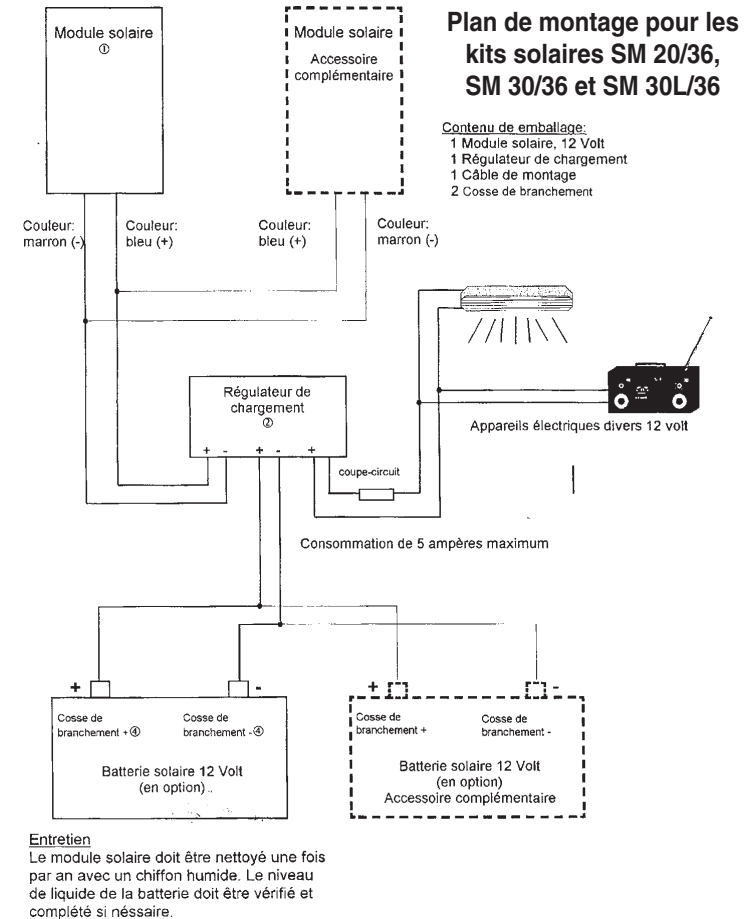 Plan de montage pour les
kits solaires SM 20/36,
SM 30/36 et SM 30L/36
Module solaire
①
Module solaire
Accessoire
complémentaire
Contenu de emballage:
1 Module solaire, 12 Volt
1 Régulateur de chargement
1 Câble de montage
2 Cosse de branchement
Couleur:
marron (-)
Couleur:
bleu (+)
Couleur:
bleu (+)
Couleur:
marron (-)
Régulateur de
chargement
②
+ - + - +
coupe-circuit
Appareils électriques divers 12 volt
Consommation de 5 ampères maximum
+ -
Cosse de
branchement +④
Cosse de
branchement -④
Batterie solaire 12 Volt
(en option)..
+ -
Cosse de
branchement +
Cosse de
branchement -
Batterie solaire 12 Volt
(en option)
Accessoire complémentaire
Entretien
Le module solaire doit être nettoyé une fois
par an avec un chiffon humide. Le niveau
de liquide de la batterie doit être vérifié et
complété si néssaire.